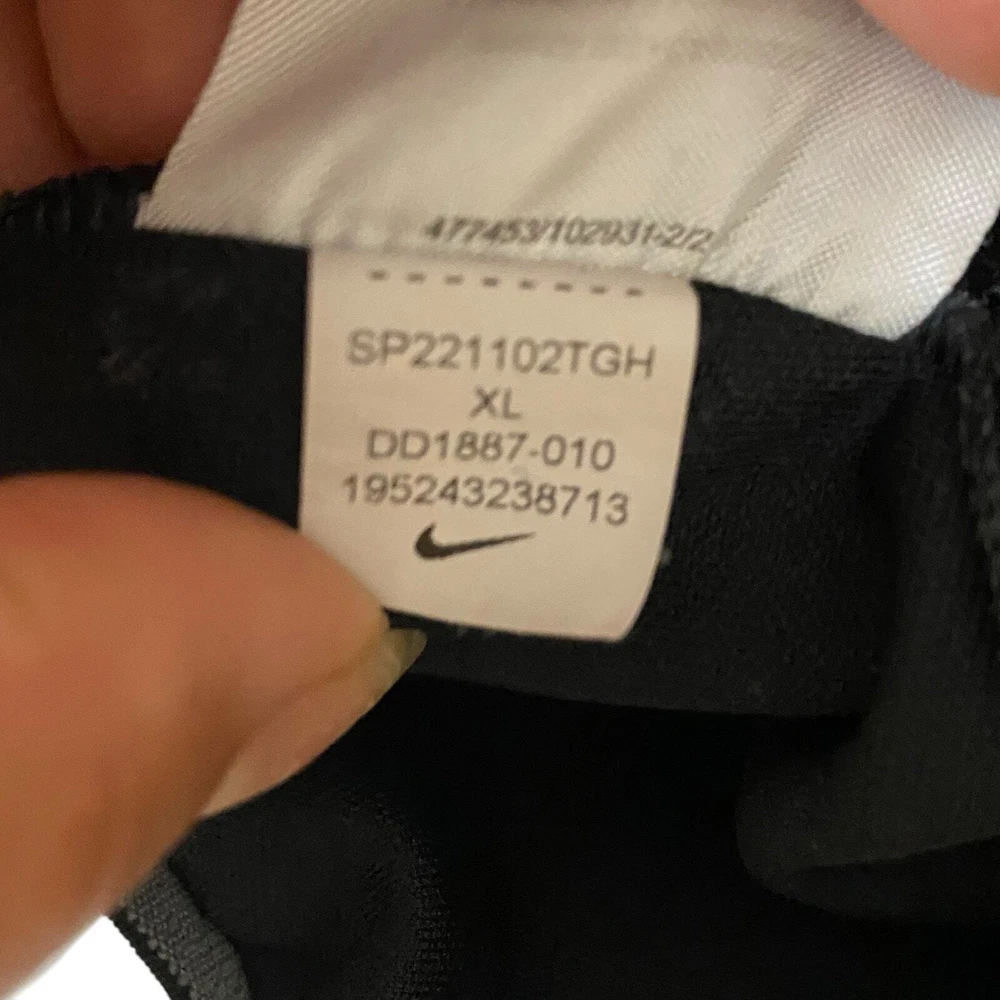 477453/102931-2/2
SP221102TGH
XL
DD1887-010
195243238713